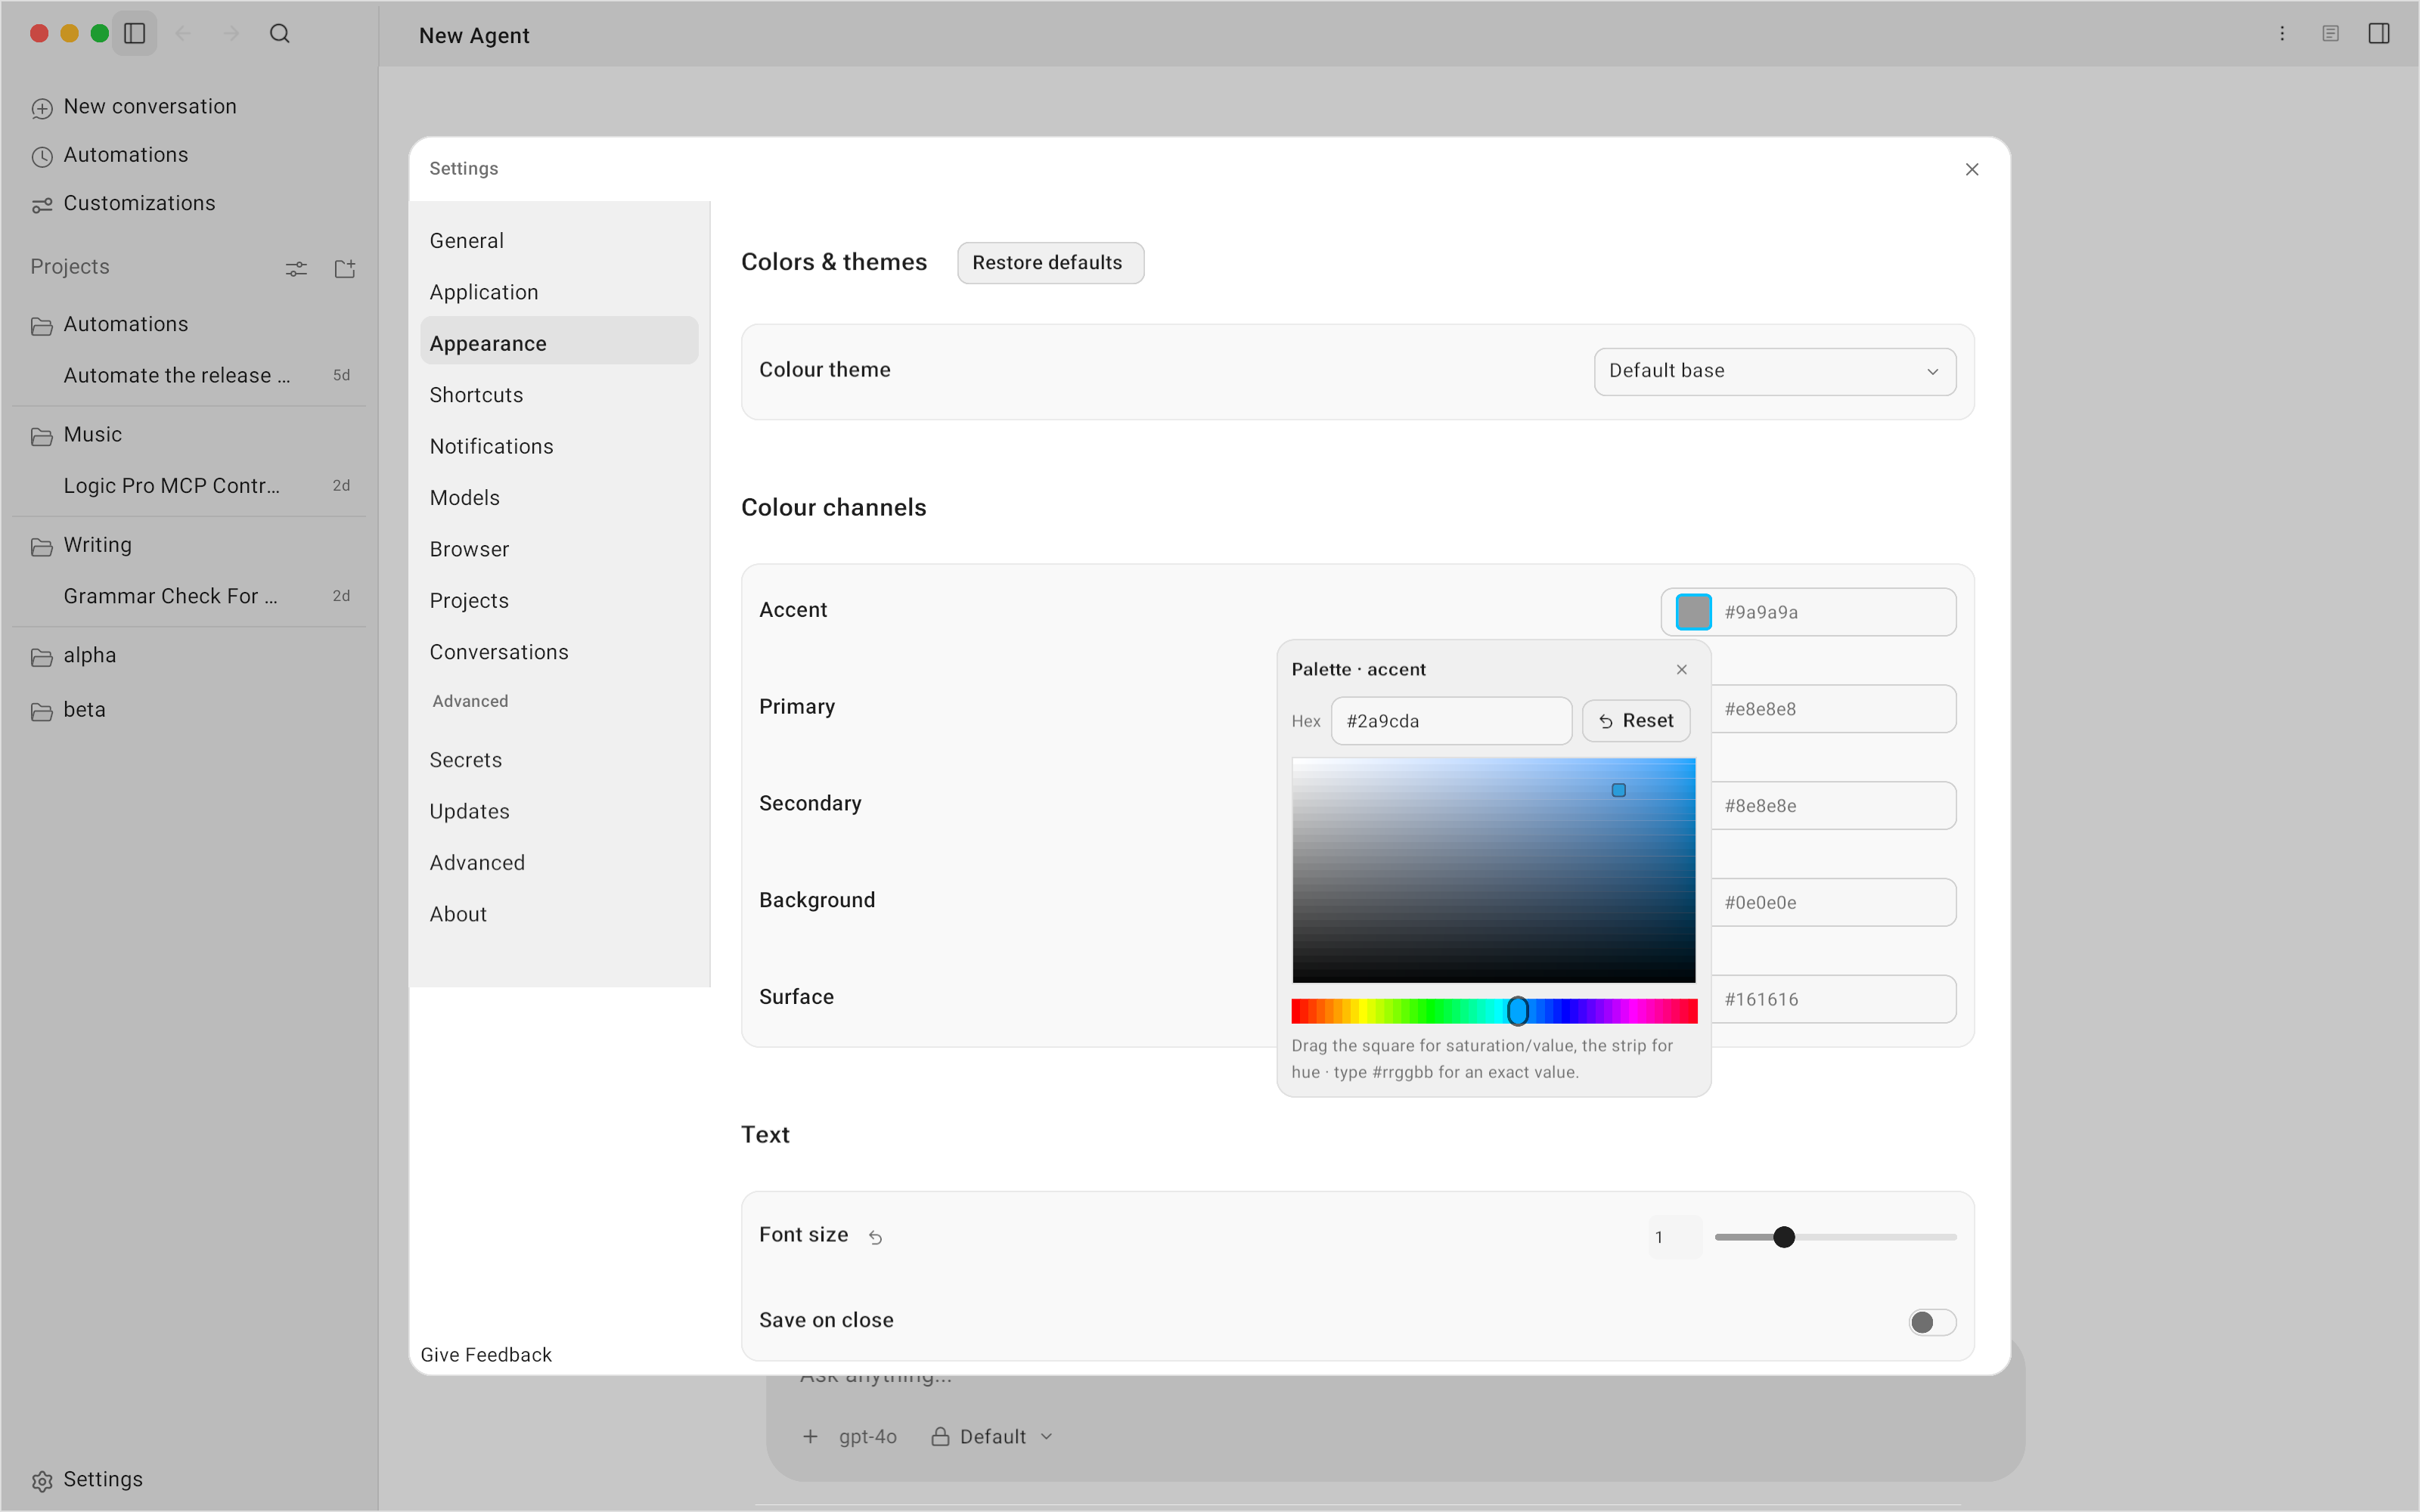 New Agent
New conversation
Automations
Customizations
Projects
Automations
Automate the release ... 5d
Music
Logic Pro MCP Contr... 2d
Writing
Grammar Check For ... 2d
alpha
beta
Settings
Settings
General
Application
Appearance
Shortcuts
Notifications
Models
Browser
Projects
Conversations
Advanced
Secrets
Updates
Advanced
About
Give Feedback
Colors & themes Restore defaults
Colour theme Default base
Colour channels
Accent #9a9a9a
Primary #e8e8e8
Secondary #8e8e8e
Background #0e0e0e
Surface #161616
Palette · accent
Hex #2a9cda Reset
Drag the square for saturation/value, the strip for
hue · type #rrggbb for an exact value.
Text
Font size 1
Save on close
Ask anything...
gpt-4o Default